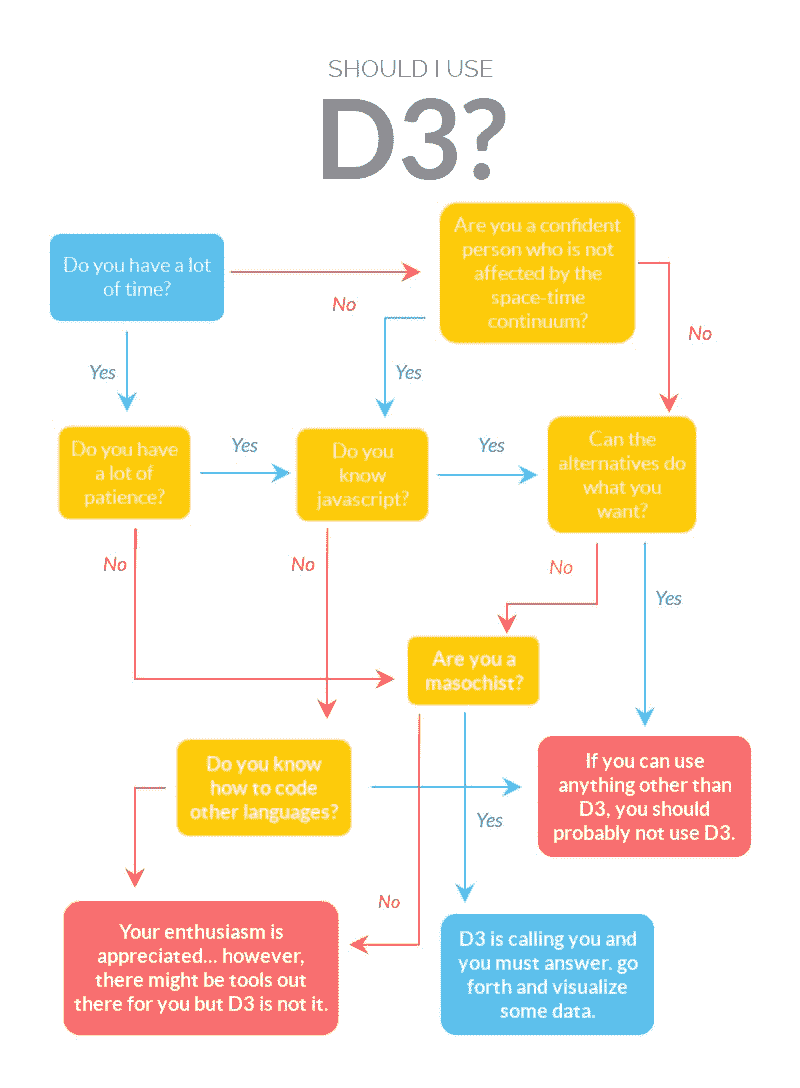 SHOULD I USE
D3?
Do you have a lot
of time?
No
Are you a confident
person who is not
affected by the
space-time
continuum?
No
Yes
Yes
Do you have
a lot of
patience?
Yes
Do you
know
javascript?
Yes
Can the
alternatives do
what you
want?
No
No
No
Yes
Are you a
masochist?
Do you know
how to code
other languages?
Yes
If you can use
anything other than
D3, you should
probably not use D3.
No
Your enthusiasm is
appreciated... however,
there might be tools out
there for you but D3 is not it.
D3 is calling you and
you must answer. go
forth and visualize
some data.